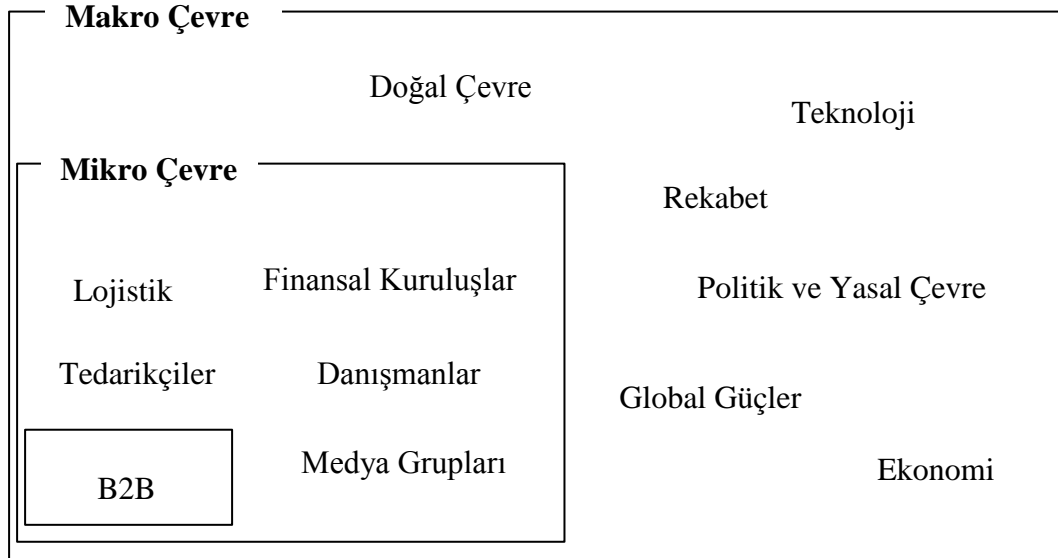 Makro Çevre
Doğal Çevre
Teknoloji
Mikro Çevre
Rekabet
Lojistik
Finansal Kuruluşlar
Politik ve Yasal Çevre
Tedarikçiler
Danışmanlar
Global Güçler
B2B
Medya Grupları
Ekonomi